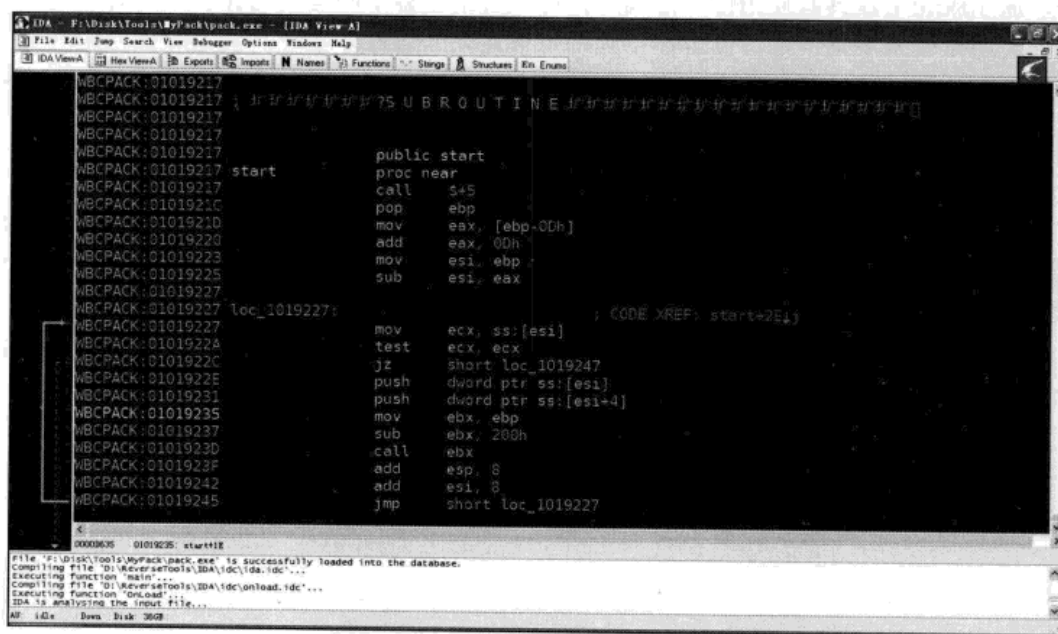 IDA - F:\Disk\Tools\MyPack\pack.exe - [IDA View-A]
File Edit Jump Search View Debugger Options Windows Help
IDA View-A Hex View-A Exports Imports N Names Functions Strings Structures En Enums
WBCPACK:01019217
WBCPACK:01019217 ; ?S U B R O U T I N E
WBCPACK:01019217
WBCPACK:01019217
WBCPACK:01019217 public start
WBCPACK:01019217 start proc near
WBCPACK:01019217 call $+5
WBCPACK:0101921C pop ebp
WBCPACK:0101921D mov eax, [ebp-0Dh]
WBCPACK:01019220 add eax, 0Dh
WBCPACK:01019223 mov esi, ebp
WBCPACK:01019225 sub esi, eax
WBCPACK:01019227
WBCPACK:01019227 loc_1019227: ; CODE XREF: start+2E↓j
WBCPACK:01019227 mov ecx, ss:[esi]
WBCPACK:0101922A test ecx, ecx
WBCPACK:0101922C jz short loc_1019247
WBCPACK:0101922E push dword ptr ss:[esi]
WBCPACK:01019231 push dword ptr ss:[esi+4]
WBCPACK:01019235 mov ebx, ebp
WBCPACK:01019237 sub ebx, 200h
WBCPACK:0101923D call ebx
WBCPACK:0101923F add esp, 8
WBCPACK:01019242 add esi, 8
WBCPACK:01019245 jmp short loc_1019227
01019235: start+1E
File 'F:\Disk\Tools\MyPack\pack.exe' is successfully loaded into the database.
Compiling file 'D:\ReverseTools\IDA\idc\ida.idc'...
Executing function 'main'...
Compiling file 'D:\ReverseTools\IDA\idc\onload.idc'...
Executing function 'OnLoad'...
IDA is analysing the input file...
AU: idle Down Disk: 36GB